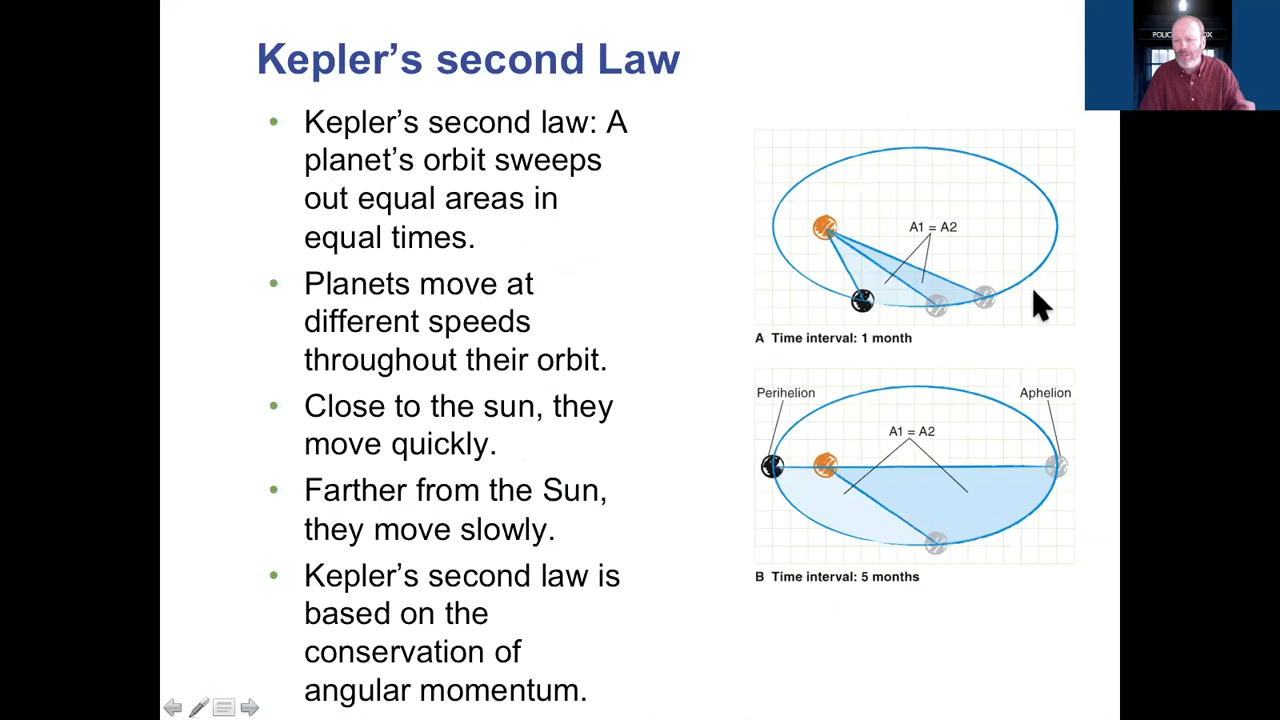 Kepler’s second Law
• Kepler’s second law: A
planet’s orbit sweeps
out equal areas in
equal times.
• Planets move at
different speeds
throughout their orbit.
• Close to the sun, they
move quickly.
• Farther from the Sun,
they move slowly.
• Kepler’s second law is
based on the
conservation of
angular momentum.
POLIC OX
A1 = A2
A Time interval: 1 month
Perihelion
Aphelion
A1 = A2
B Time interval: 5 months